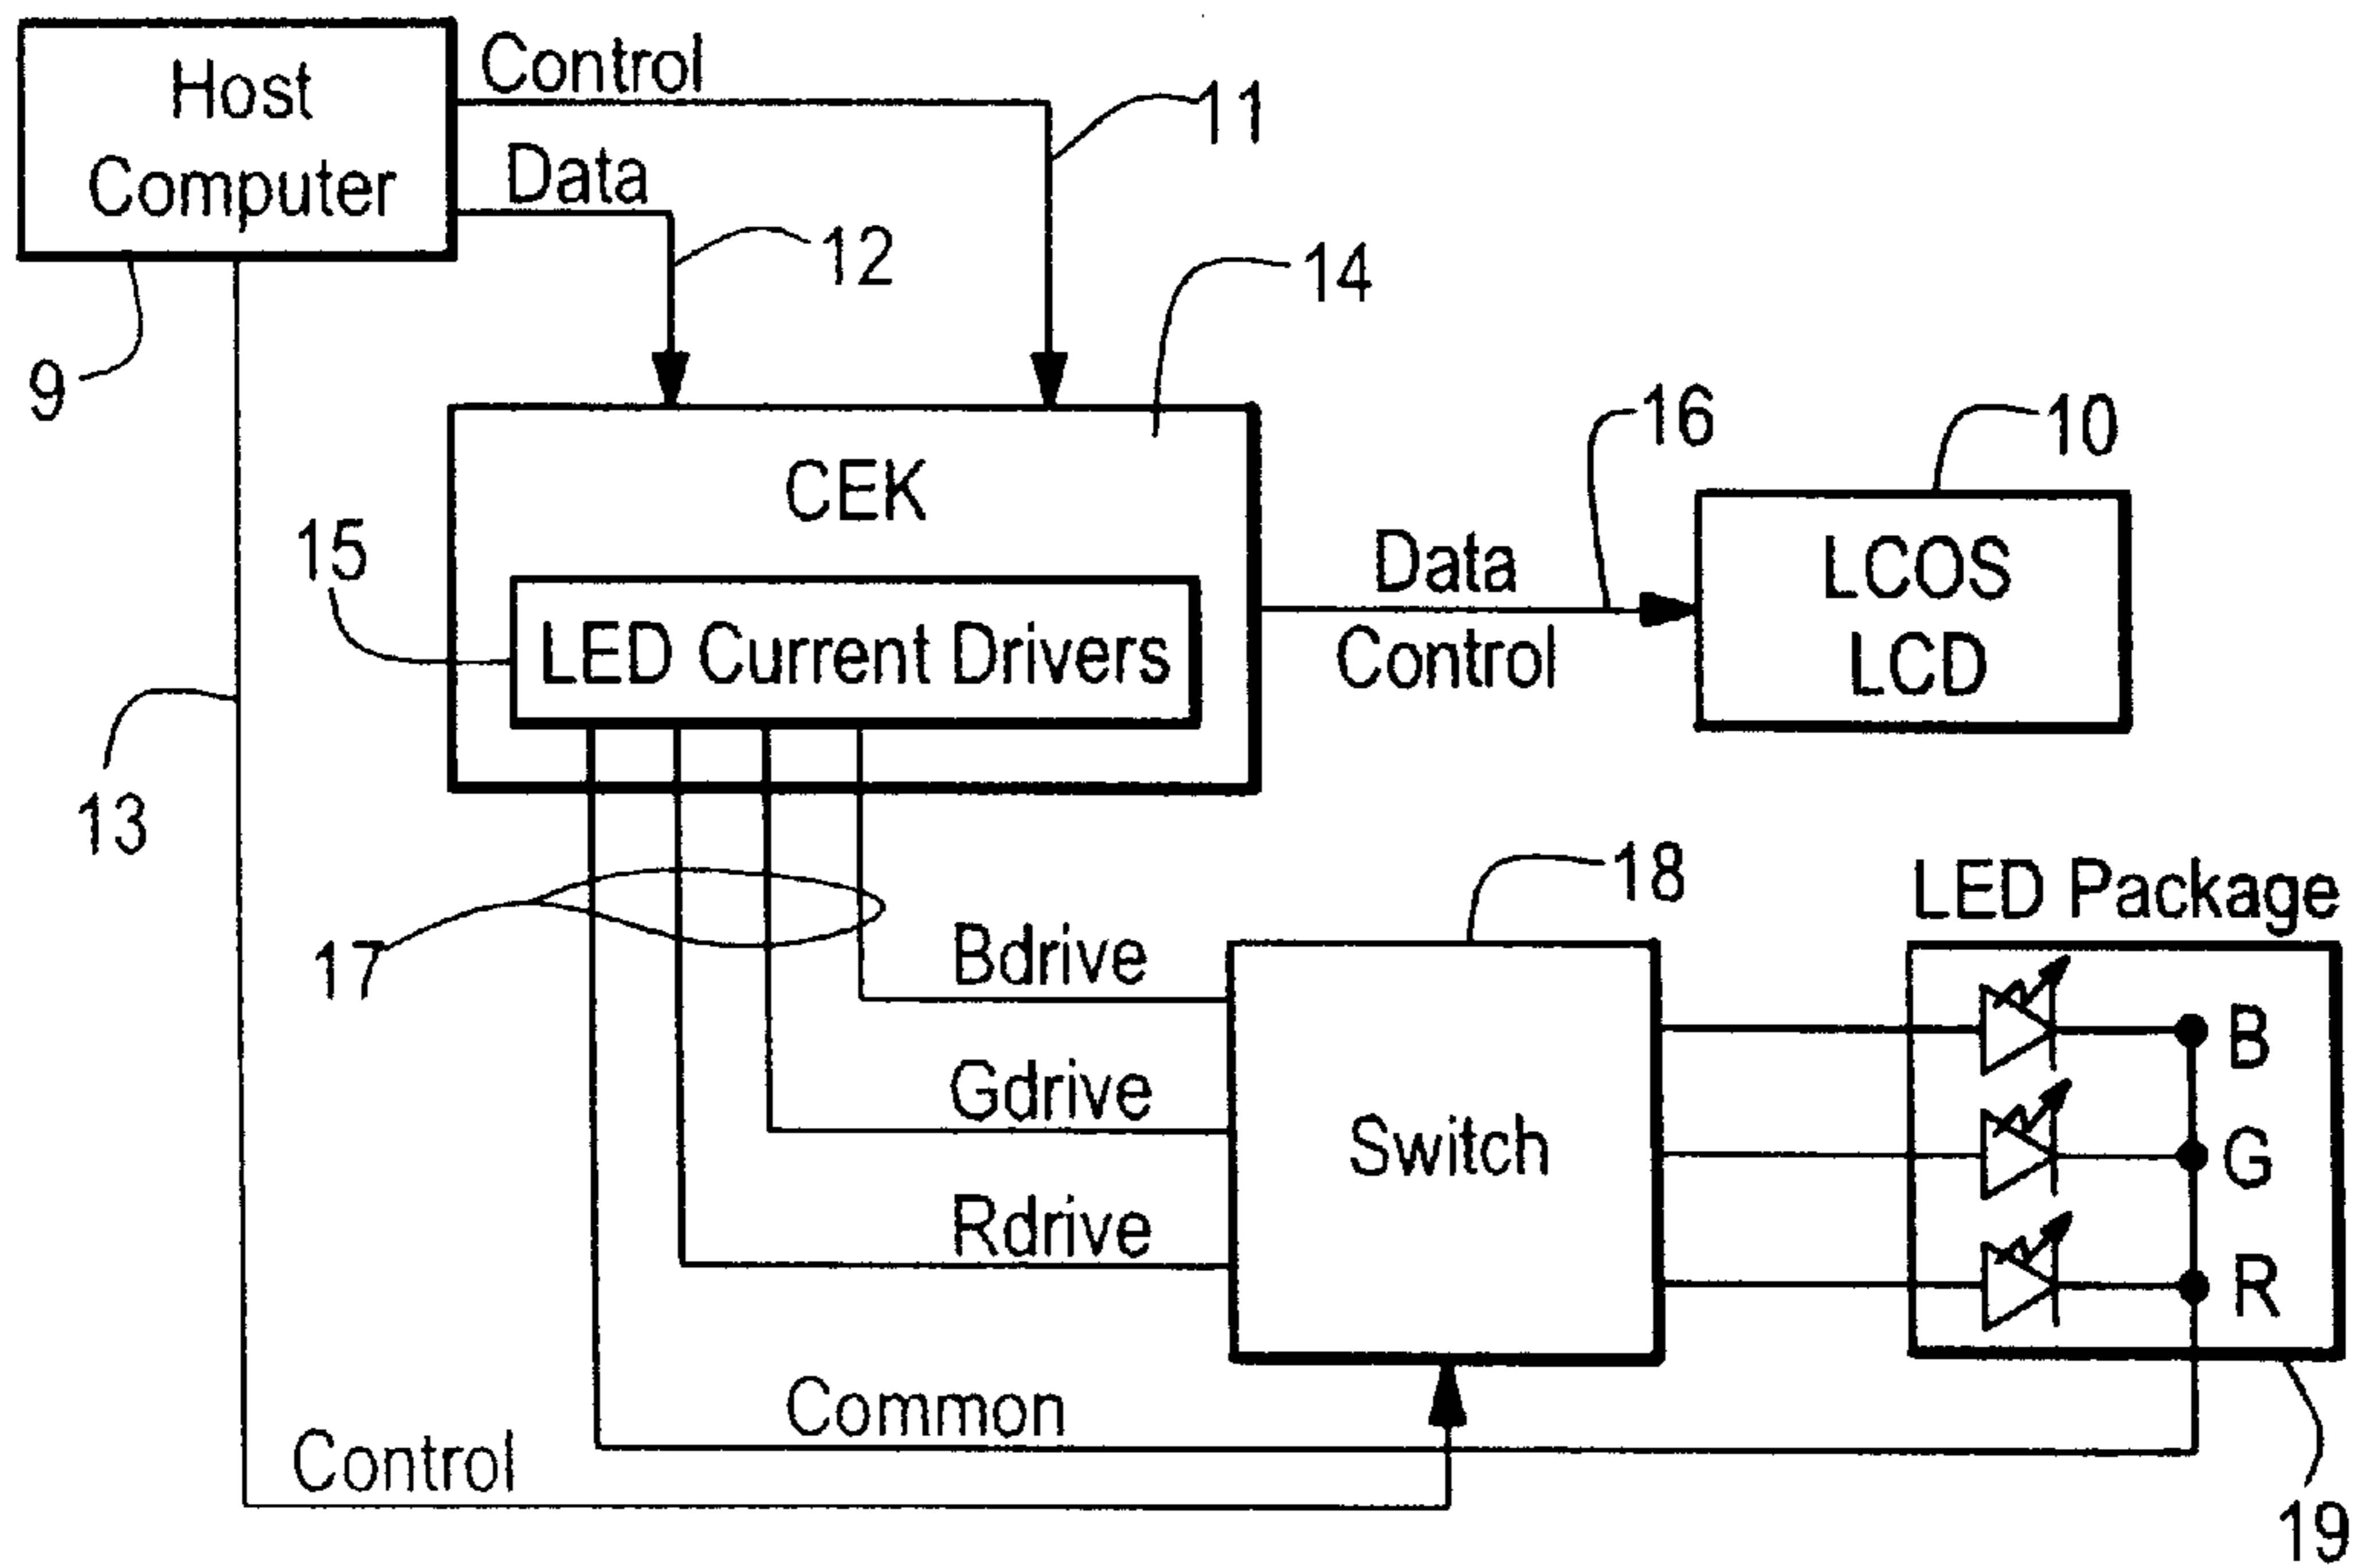 Host
Computer
Control
Data
11
12
14
9
CEK
16
10
15
LED Current Drivers
Data
Control
LCOS
LCD
13
17
18
LED Package
Bdrive
Gdrive
Rdrive
Switch
B
G
R
Common
Control
19